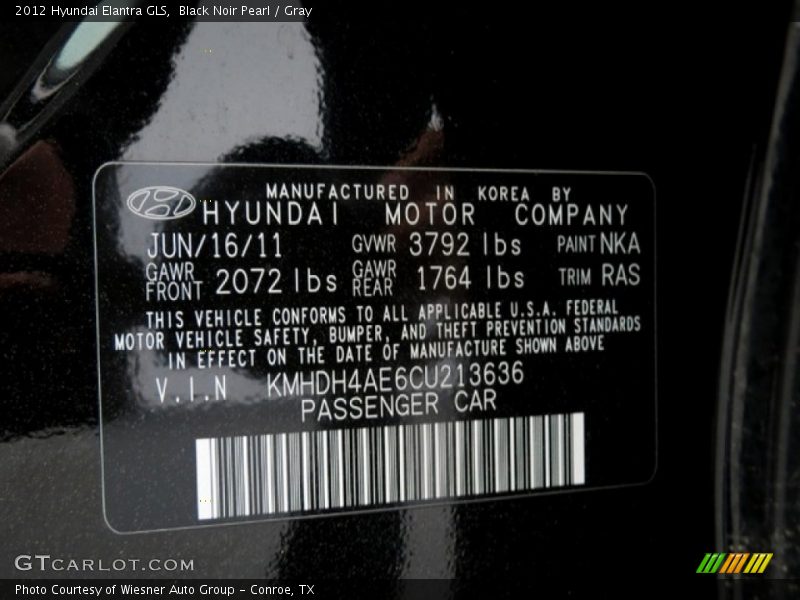 2012 Hyundai Elantra GLS,  Black Noir Pearl / Gray
MANUFACTURED IN KOREA BY
HYUNDAI MOTOR COMPANY
JUN/16/11 GVWR 3792 lbs PAINT NKA
GAWR FRONT 2072 lbs GAWR REAR 1764 lbs TRIM RAS
THIS VEHICLE CONFORMS TO ALL APPLICABLE U.S.A. FEDERAL
MOTOR VEHICLE SAFETY, BUMPER, AND THEFT PREVENTION STANDARDS
IN EFFECT ON THE DATE OF MANUFACTURE SHOWN ABOVE
V.I.N KMHDH4AE6CU213636
PASSENGER CAR
GTCARLOT.COM
Photo Courtesy of Wiesner Auto Group - Conroe, TX